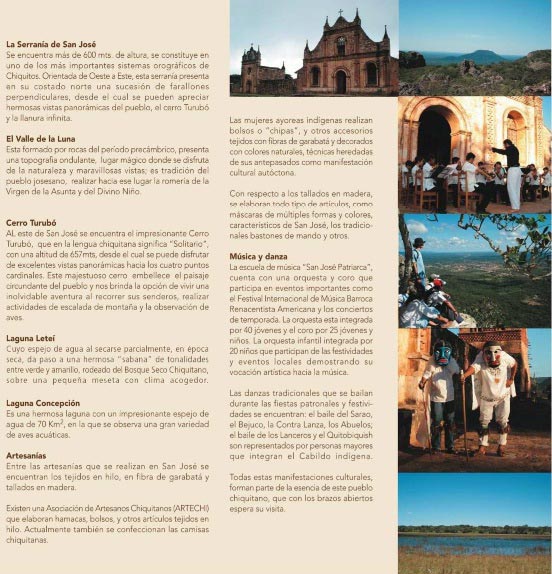 La Serranía de San José
Se encuentra más de 600 mts. de altura, se constituye en
uno de los más importantes sistemas orográficos de
Chiquitos. Orientada de Oeste a Este, esta serranía presenta
en su costado norte una sucesión de farallones
perpendiculares, desde el cual se pueden apreciar
hermosas vistas panorámicas del pueblo, el cerro Turubó
y la llanura infinita.
El Valle de la Luna
Esta formado por rocas del período precámbrico, presenta
una topografía ondulante, lugar mágico donde se disfruta
de la naturaleza y maravillosas vistas; es tradición del
pueblo josesano, realizar hacia ese lugar la romería de la
Virgen de la Asunta y del Divino Niño.
Cerro Turubó
AL este de San José se encuentra el impresionante Cerro
Turubó, que en la lengua chiquitana significa "Solitario",
con una altitud de 657mts, desde el cual se puede disfrutar
de excelentes vistas panorámicas hacia los cuatro puntos
cardinales. Este majestuoso cerro embellece el paisaje
circundante del pueblo y nos brinda la opción de vivir una
inolvidable aventura al recorrer sus senderos, realizar
actividades de escalada de montaña y la observación de
aves.
Laguna Leteí
Cuyo espejo de agua al secarse parcialmente, en época
seca, da paso a una hermosa "sabana" de tonalidades
entre verde y amarillo, rodeado del Bosque Seco Chiquitano,
sobre una pequeña meseta con clima acogedor.
Laguna Concepción
Es una hermosa laguna con un impresionante espejo de
agua de 70 Km², en la que se observa una gran variedad
de aves acuáticas.
Artesanías
Entre las artesanías que se realizan en San José se
encuentran los tejidos en hilo, en fibra de garabatá y
tallados en madera.
Existen una Asociación de Artesanos Chiquitanos (ARTECHI)
que elaboran hamacas, bolsos, y otros artículos tejidos en
hilo. Actualmente también se confeccionan las camisas
chiquitanas.
Las mujeres ayoreas indígenas realizan
bolsos o "chipas", y otros accesorios
tejidos con fibras de garabatá y decorados
con colores naturales, técnicas heredadas
de sus antepasados como manifestación
cultural autóctona.
Con respecto a los tallados en madera,
se elaboran todo tipo de artículos, como
máscaras de múltiples formas y colores,
característicos de San José, los tradicio-
nales bastones de mando y otros.
Música y danza
La escuela de música "San José Patriarca",
cuenta con una orquesta y coro que
participa en eventos importantes como
el Festival Internacional de Música Barroca
Renacentista Americana y los conciertos
de temporada. La orquesta esta integrada
por 40 jóvenes y el coro por 25 jóvenes y
niños. La orquesta infantil integrada por
20 niños que participan de las festividades
y eventos locales demostrando su
vocación artística hacia la música.
Las danzas tradicionales que se bailan
durante las fiestas patronales y festivi-
dades se encuentran: el baile del Sarao,
el Bejuco, la Contra Lanza, los Abuelos;
el baile de los Lanceros y el Quitobiquish
son representados por personas mayores
que integran el Cabildo indígena.
Todas estas manifestaciones culturales,
forman parte de la esencia de este pueblo
chiquitano, que con los brazos abiertos
espera su visita.